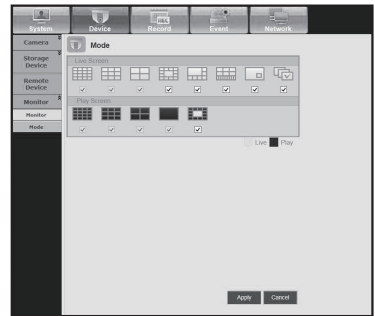 System Device Record Event Network
Camera
Storage
Device
Remote
Device
Monitor
Monitor
Mode
Mode
Live Screen
Play Screen
Live Play
Apply Cancel